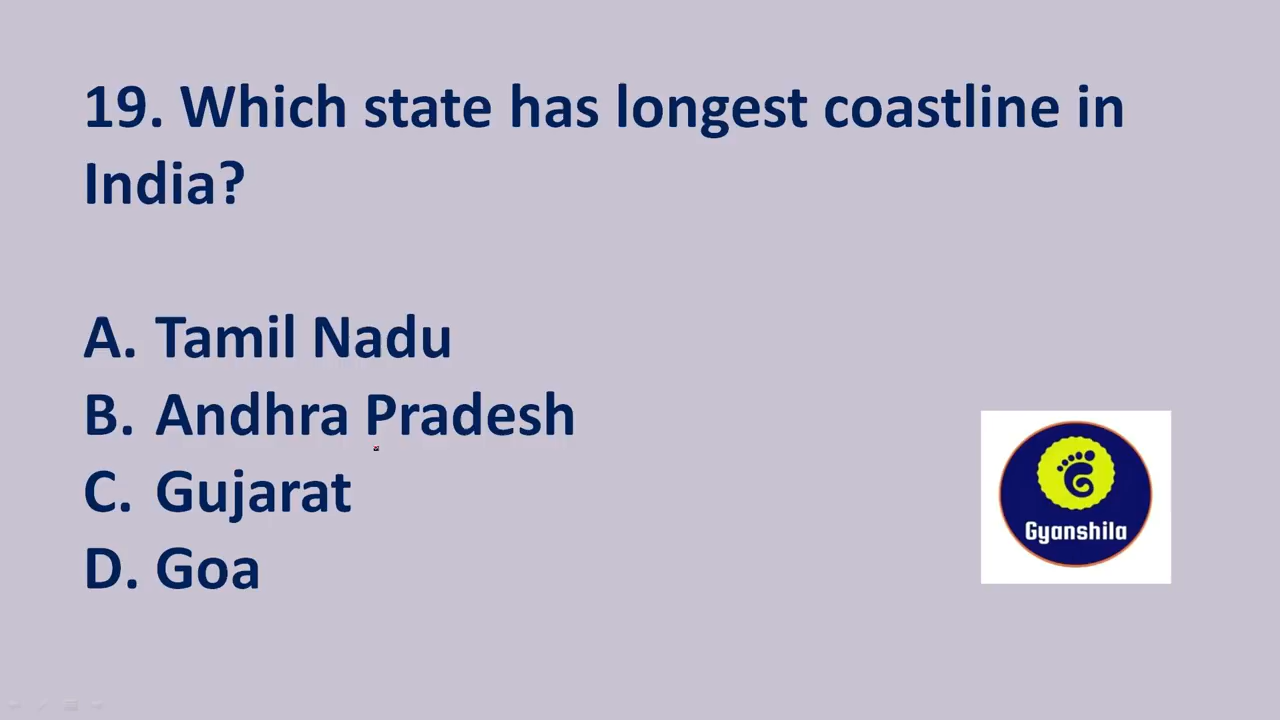 19. Which state has longest coastline in
India?
A. Tamil Nadu
B. Andhra Pradesh
C. Gujarat
D. Goa
Gyanshila